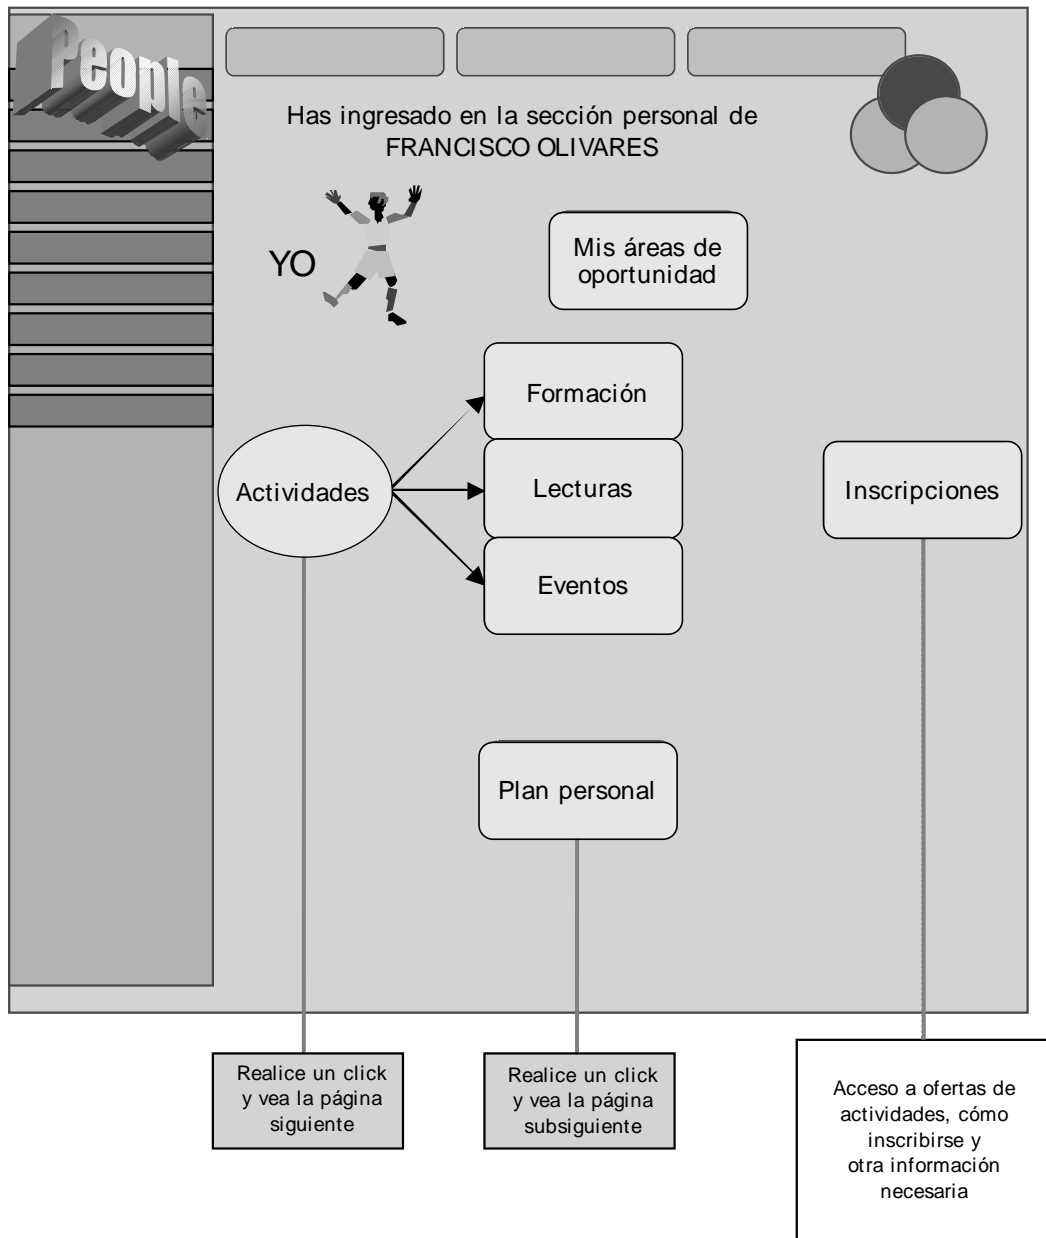 People
Has ingresado en la sección personal de
FRANCISCO OLIVARES
YO
Mis áreas de
oportunidad
Formación
Actividades
Lecturas
Inscripciones
Eventos
Plan personal
Realice un click
y vea la página
siguiente
Realice un click
y vea la página
subsiguiente
Acceso a ofertas de
actividades, cómo
inscribirse y
otra información
necesaria